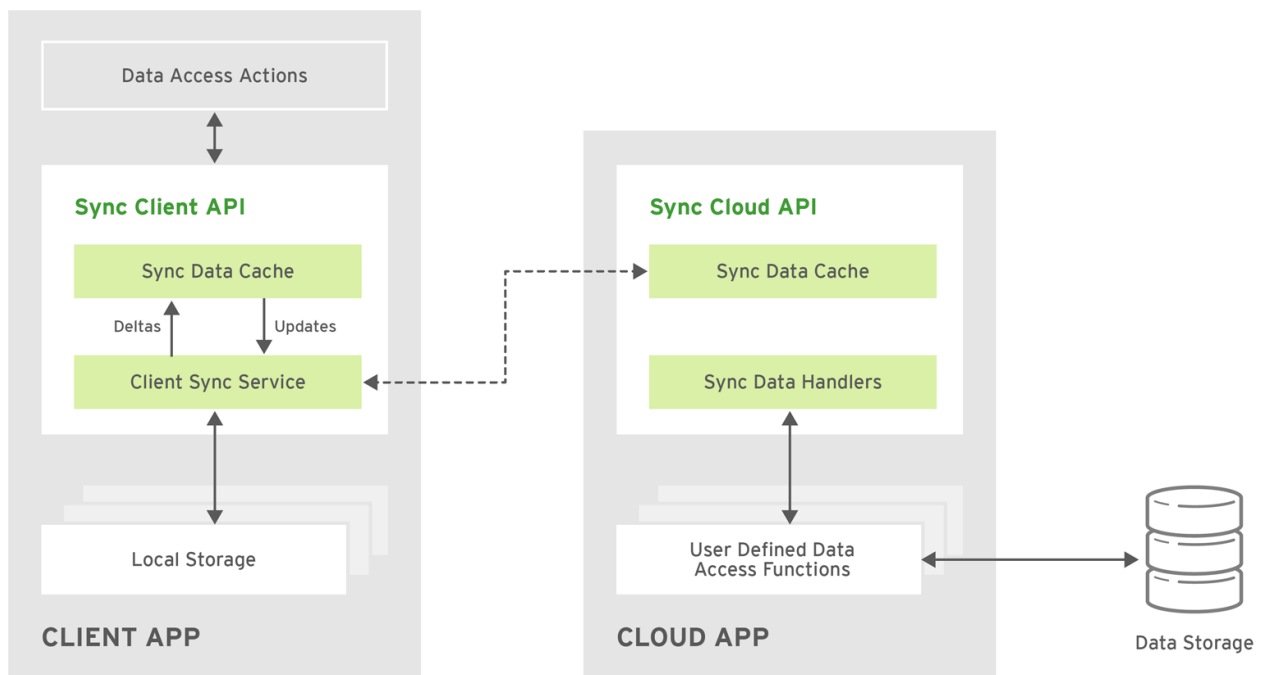 Data Access Actions
Sync Client API
Sync Data Cache
Deltas
Updates
Client Sync Service
Local Storage
CLIENT APP
Sync Cloud API
Sync Data Cache
Sync Data Handlers
User Defined Data
Access Functions
CLOUD APP
Data Storage